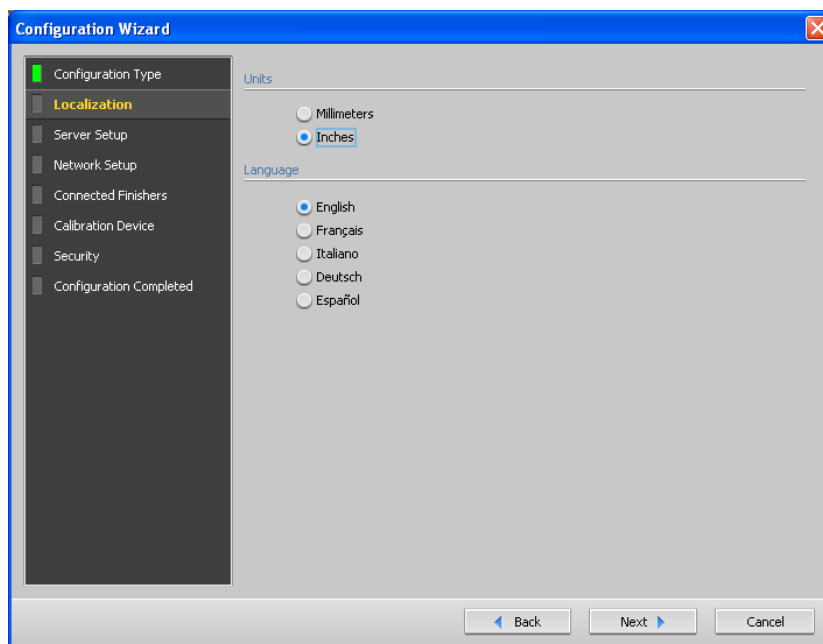 Configuration Wizard
Configuration Type
Localization
Server Setup
Network Setup
Connected Finishers
Calibration Device
Security
Configuration Completed
Units
Millimeters
Inches
Language
English
Français
Italiano
Deutsch
Español
Back
Next
Cancel